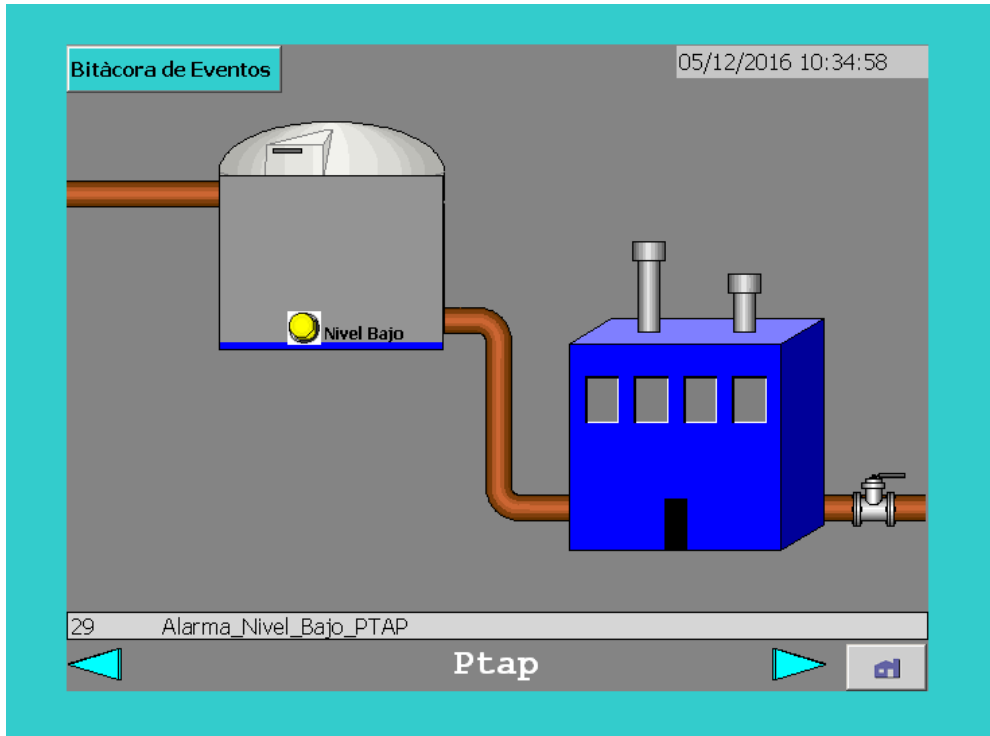 Bitàcora de Eventos
05/12/2016 10:34:58
Nivel Bajo
29 Alarma_Nivel_Bajo_PTAP
Ptap